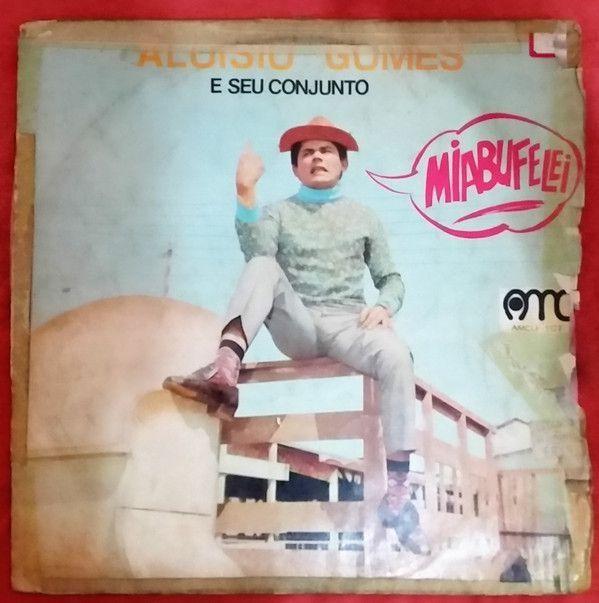 ALOISIO GOMES
E SEU CONJUNTO
MIABUFELEI
AMC